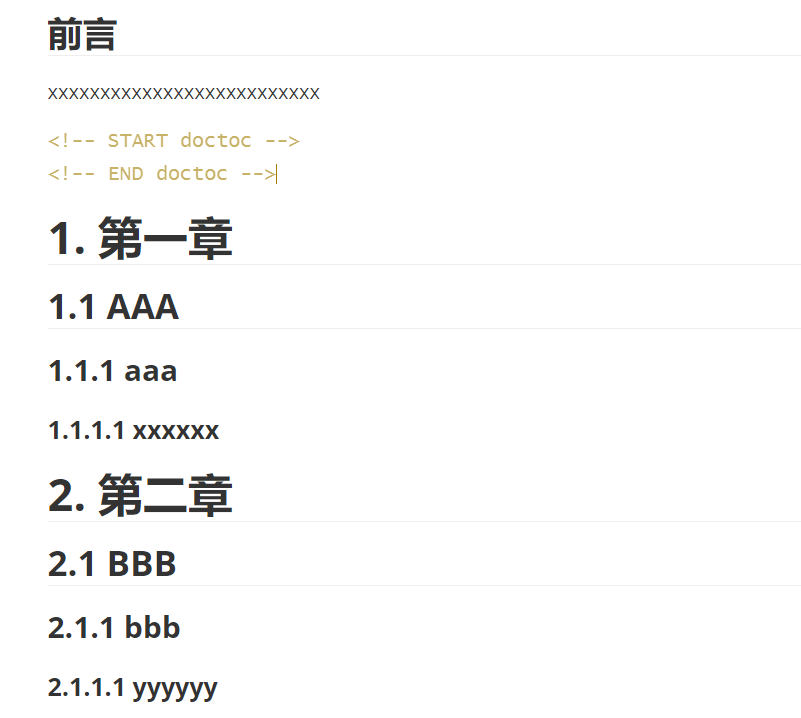 前言
xxxxxxxxxxxxxxxxxxxxxxxxxx
<!-- START doctoc -->
<!-- END doctoc -->
1. 第一章
1.1 AAA
1.1.1 aaa
1.1.1.1 xxxxxx
2. 第二章
2.1 BBB
2.1.1 bbb
2.1.1.1 yyyyyy